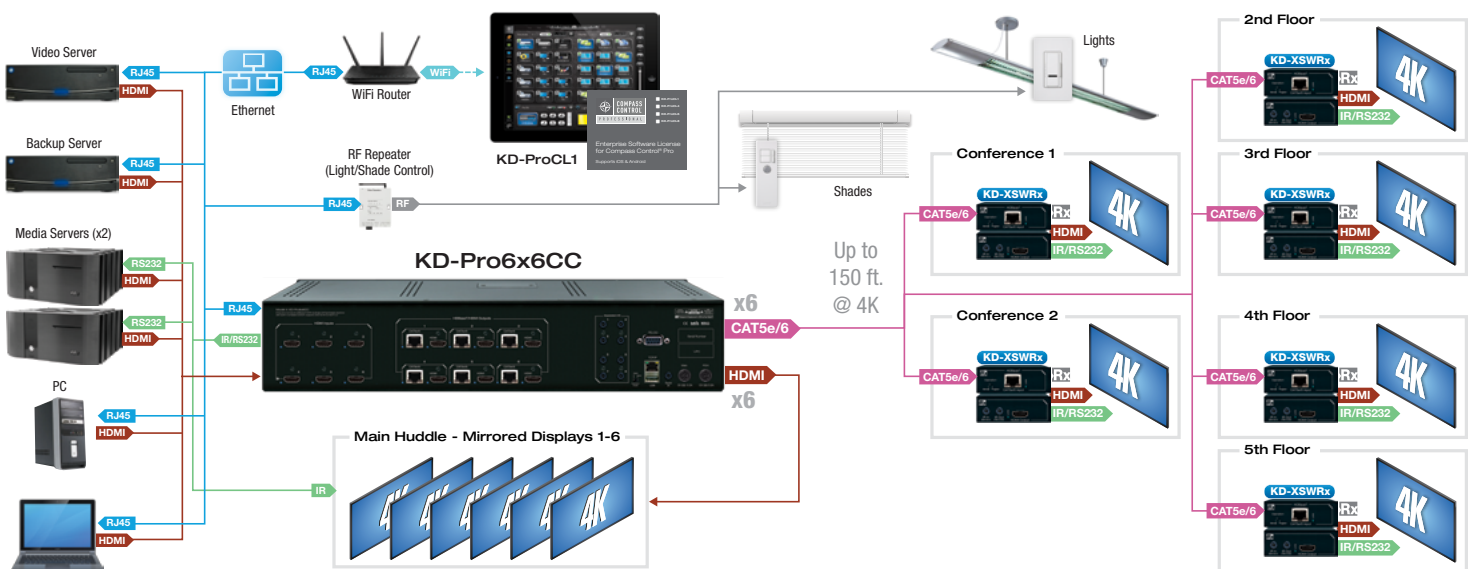 Video Server
RJ45
HDMI
Backup Server
RJ45
HDMI
Media Servers (x2)
RS232
HDMI
RS232
HDMI
PC
RJ45
HDMI
RJ45
HDMI
Ethernet
RJ45
WiFi Router
WiFi
KD-ProCL1
COMPASS
CONTROL
PROFESSIONAL
Enterprise Software License
for Compass Control® Pro
Supports iOS & Android
RF Repeater
(Light/Shade Control)
RJ45
RF
Lights
Shades
KD-Pro6x6CC
RJ45
IR/RS232
x6
CAT5e/6
HDMI
x6
Up to
150 ft.
@ 4K
Main Huddle - Mirrored Displays 1-6
IR
4K
4K
4K
4K
4K
4K
Conference 1
KD-XSWRx
CAT5e/6
Rx
HDMI
IR/RS232
4K
Conference 2
KD-XSWRx
CAT5e/6
Rx
HDMI
IR/RS232
4K
2nd Floor
KD-XSWRx
CAT5e/6
Rx
HDMI
IR/RS232
4K
3rd Floor
KD-XSWRx
CAT5e/6
Rx
HDMI
IR/RS232
4K
4th Floor
KD-XSWRx
CAT5e/6
Rx
HDMI
IR/RS232
4K
5th Floor
KD-XSWRx
CAT5e/6
Rx
HDMI
IR/RS232
4K